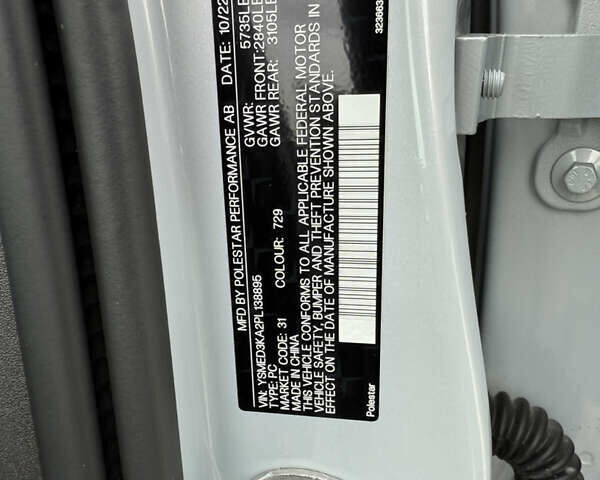 MFD BY POLESTAR PERFORMANCE AB DATE: 10/22
GVWR: 5735LB
GAWR FRONT: 2840LB
GAWR REAR: 3105LB
VIN: YSMED3KA2PL138895
TYPE: PC
MARKET CODE: 31 COLOUR: 729
MADE IN CHINA
THIS VEHICLE CONFORMS TO ALL APPLICABLE FEDERAL MOTOR
VEHICLE SAFETY, BUMPER AND THEFT PREVENTION STANDARDS IN
EFFECT ON THE DATE OF MANUFACTURE SHOWN ABOVE.
Polestar 323663